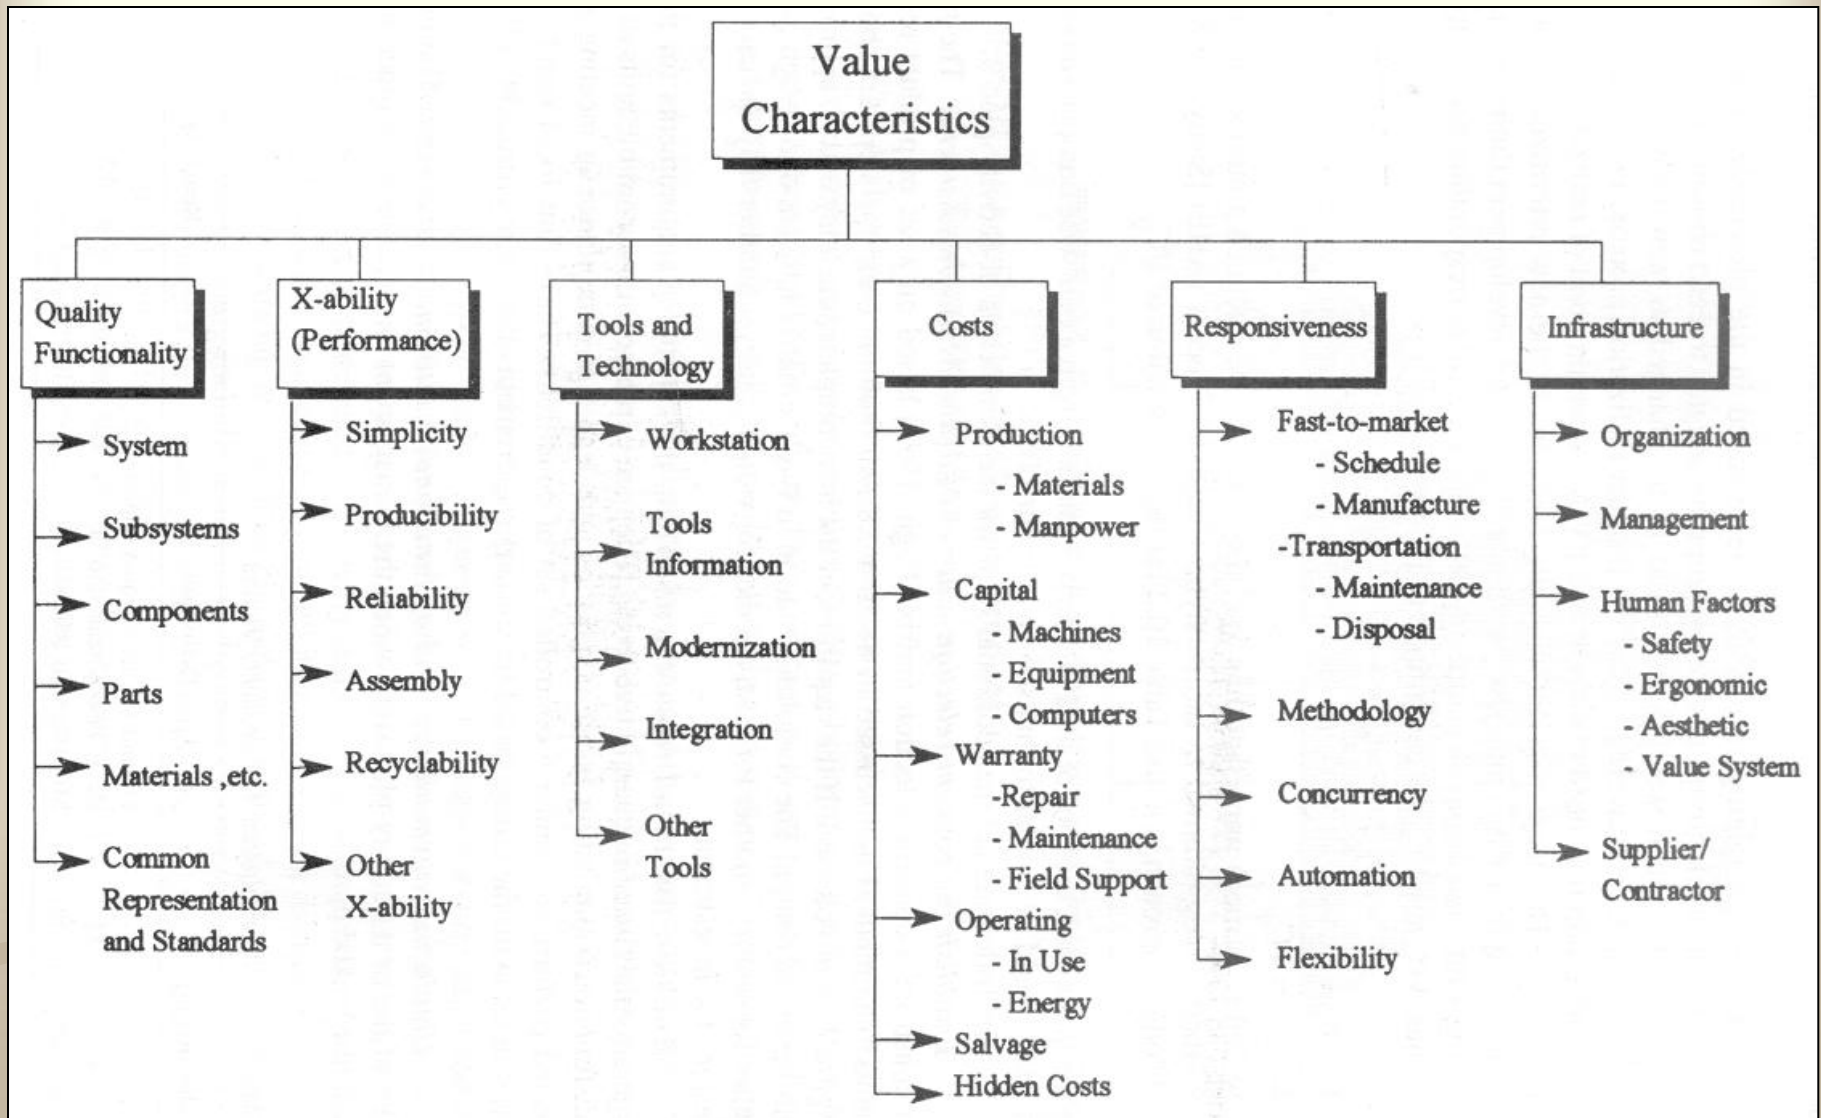 Value
Characteristics
Quality
Functionality
System
Subsystems
Components
Parts
Materials ,etc.
Common
Representation
and Standards
X-ability
(Performance)
Simplicity
Producibility
Reliability
Assembly
Recyclability
Other
X-ability
Tools and
Technology
Workstation
Tools
Information
Modernization
Integration
Other
Tools
Costs
Production
- Materials
- Manpower
Capital
- Machines
- Equipment
- Computers
Warranty
-Repair
- Maintenance
- Field Support
Operating
- In Use
- Energy
Salvage
Hidden Costs
Responsiveness
Fast-to-market
- Schedule
- Manufacture
-Transportation
- Maintenance
- Disposal
Methodology
Concurrency
Automation
Flexibility
Infrastructure
Organization
Management
Human Factors
- Safety
- Ergonomic
- Aesthetic
- Value System
Supplier/
Contractor